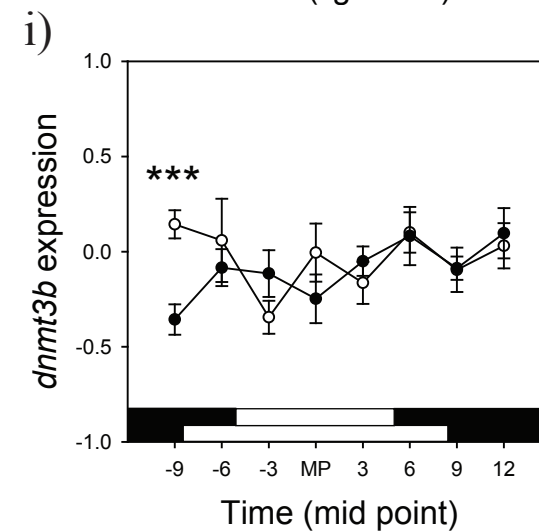 i)
1.0
***
0.5
0.0
-0.5
-1.0
dnmt3b expression
-9 -6 -3 MP 3 6 9 12
Time (mid point)